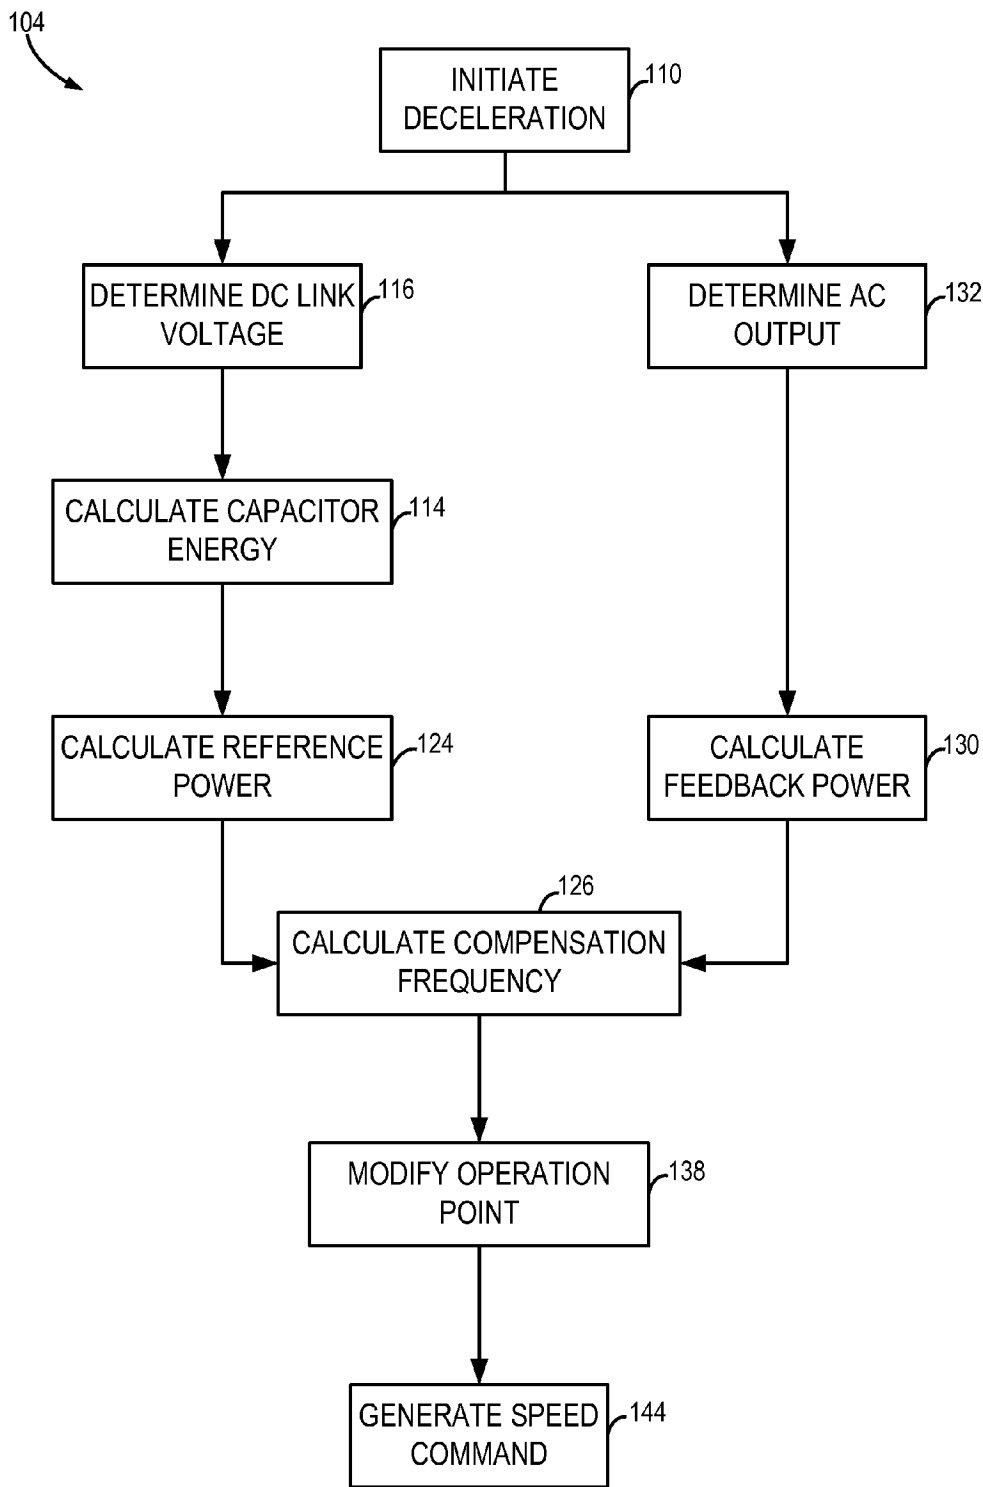 104
INITIATE
DECELERATION
110
DETERMINE DC LINK
VOLTAGE
116
DETERMINE AC
OUTPUT
132
CALCULATE CAPACITOR
ENERGY
114
CALCULATE REFERENCE
POWER
124
CALCULATE
FEEDBACK POWER
130
126
CALCULATE COMPENSATION
FREQUENCY
MODIFY OPERATION
POINT
138
GENERATE SPEED
COMMAND
144